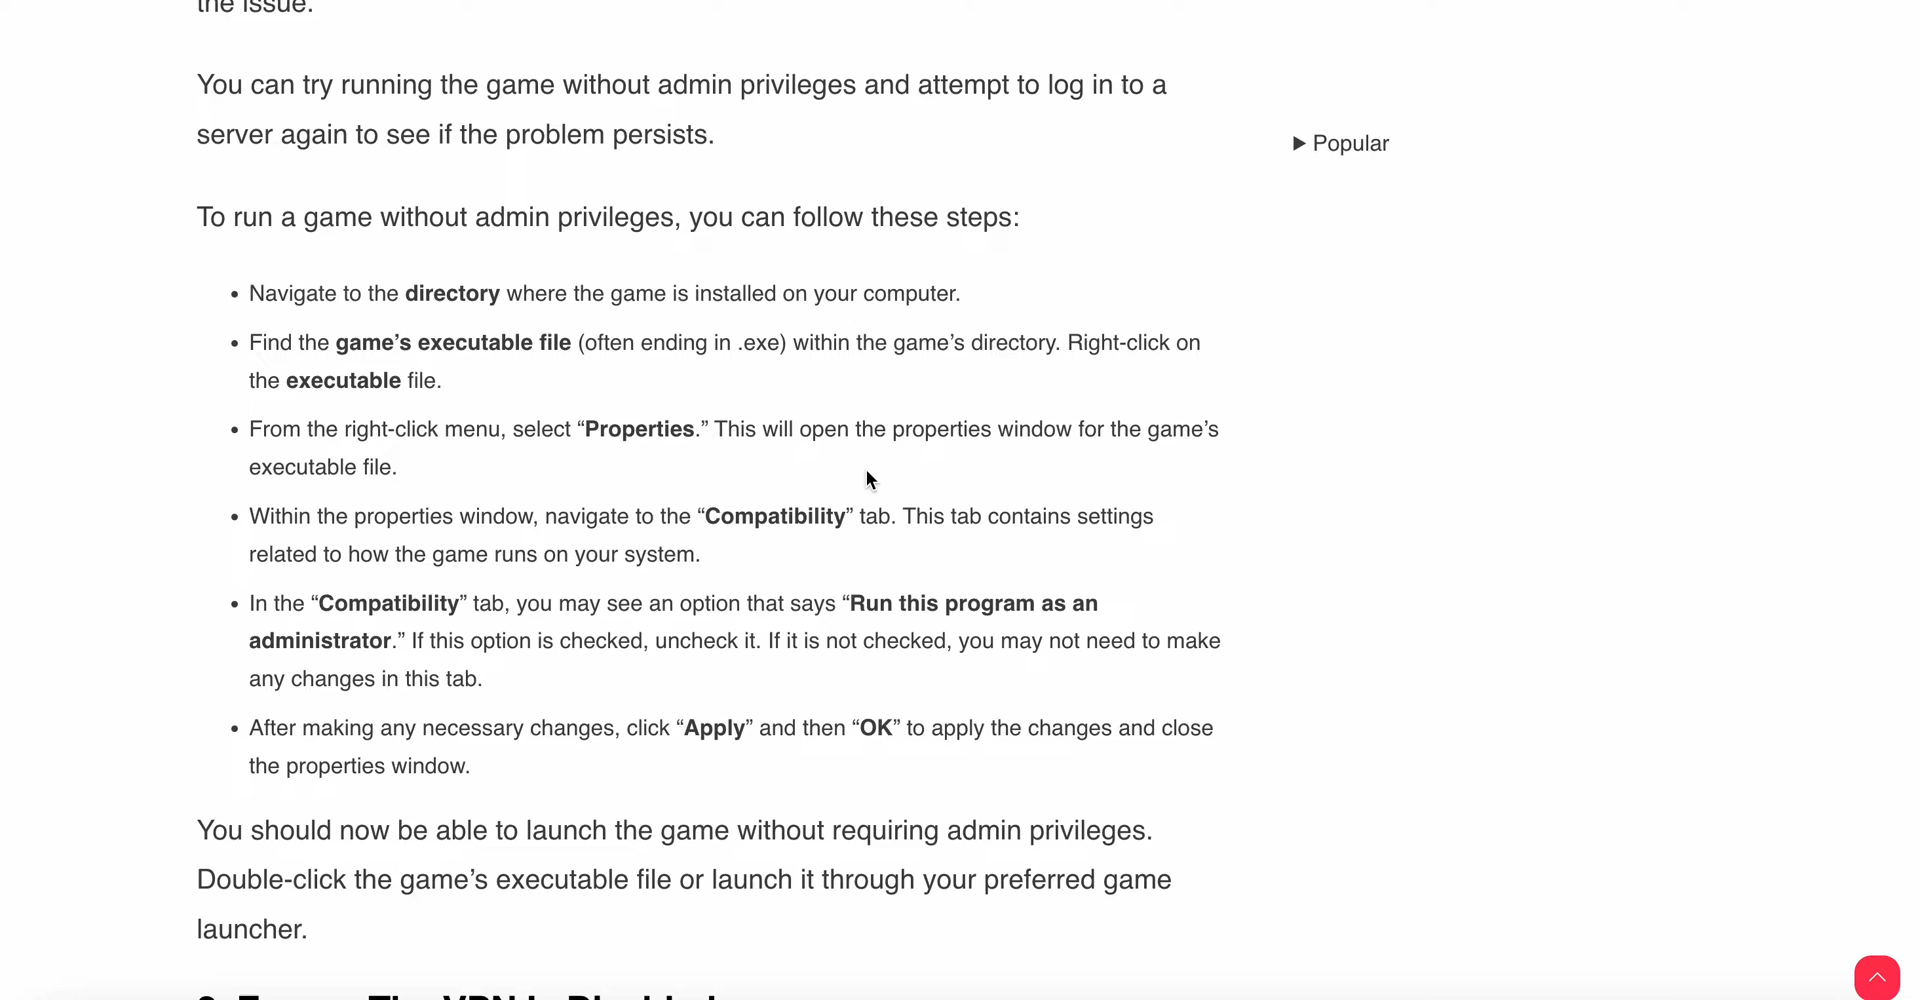 the issue.
You can try running the game without admin privileges and attempt to log in to a
server again to see if the problem persists.
▶ Popular
To run a game without admin privileges, you can follow these steps:
• Navigate to the directory where the game is installed on your computer.
• Find the game’s executable file (often ending in .exe) within the game’s directory. Right-click on
the executable file.
• From the right-click menu, select “Properties.” This will open the properties window for the game’s
executable file.
• Within the properties window, navigate to the “Compatibility” tab. This tab contains settings
related to how the game runs on your system.
• In the “Compatibility” tab, you may see an option that says “Run this program as an
administrator.” If this option is checked, uncheck it. If it is not checked, you may not need to make
any changes in this tab.
• After making any necessary changes, click “Apply” and then “OK” to apply the changes and close
the properties window.
You should now be able to launch the game without requiring admin privileges.
Double-click the game’s executable file or launch it through your preferred game
launcher.
The VPN Is